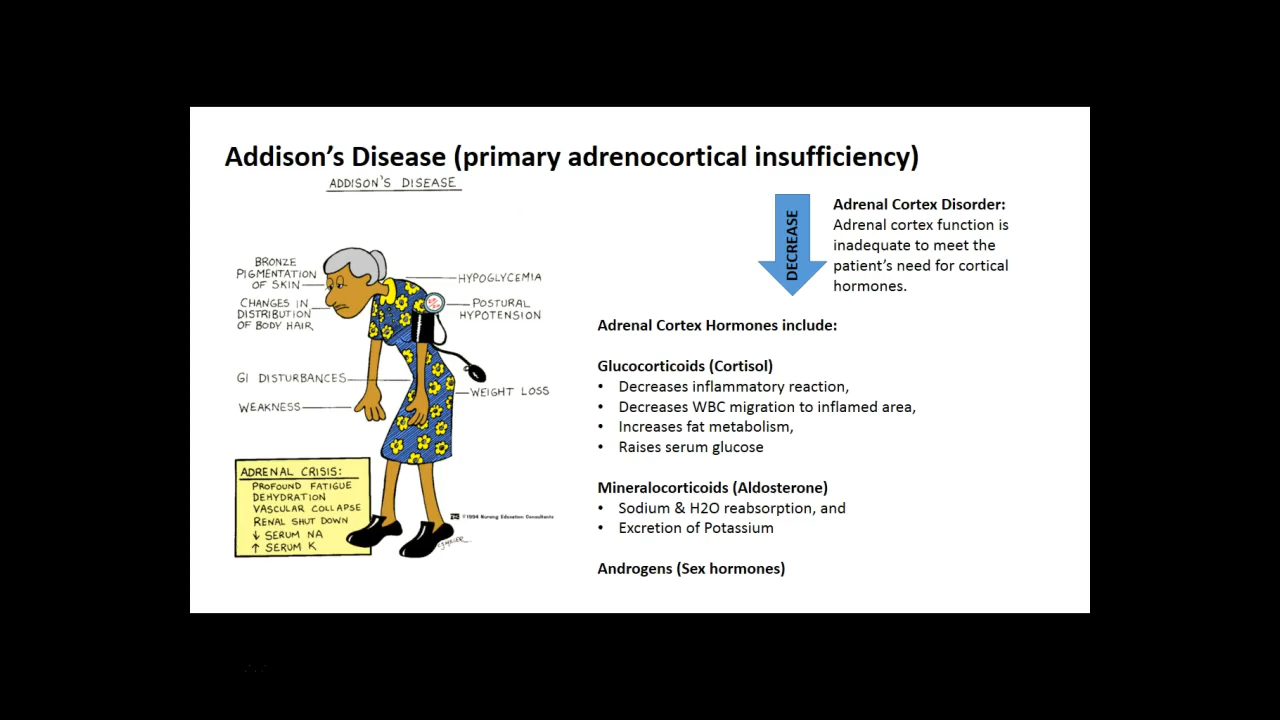 Addison's Disease (primary adrenocortical insufficiency)
ADDISON'S DISEASE
BRONZE
PIGMENTATION
OF SKIN
CHANGES IN
DISTRIBUTION
OF BODY HAIR
GI DISTURBANCES
WEAKNESS
HYPOGLYCEMIA
POSTURAL
HYPOTENSION
WEIGHT LOSS
ADRENAL CRISIS:
PROFOUND FATIGUE
DEHYDRATION
VASCULAR COLLAPSE
RENAL SHUT DOWN
↓ SERUM NA
↑ SERUM K
©1994 Nursing Education Consultants
DECREASE
Adrenal Cortex Disorder:
Adrenal cortex function is
inadequate to meet the
patient's need for cortical
hormones.
Adrenal Cortex Hormones include:
Glucocorticoids (Cortisol)
• Decreases inflammatory reaction,
• Decreases WBC migration to inflamed area,
• Increases fat metabolism,
• Raises serum glucose
Mineralocorticoids (Aldosterone)
• Sodium & H2O reabsorption, and
• Excretion of Potassium
Androgens (Sex hormones)